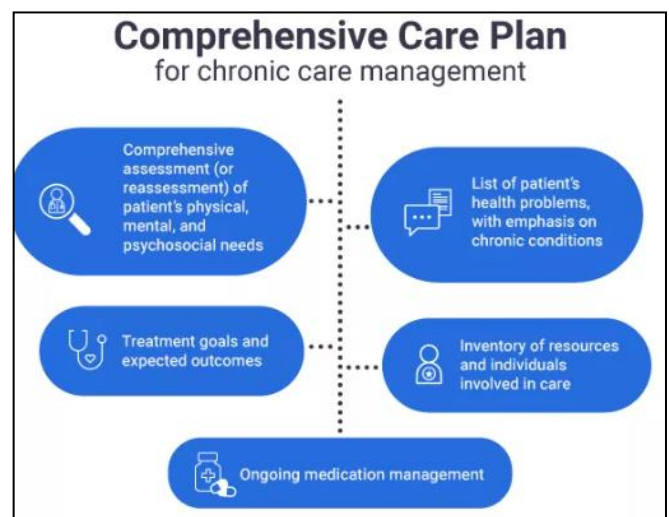 Comprehensive Care Plan
for chronic care management
Comprehensive
assessment (or
reassessment) of
patient's physical,
mental, and
psychosocial needs
List of patient's
health problems,
with emphasis on
chronic conditions
Treatment goals and
expected outcomes
Inventory of resources
and individuals
involved in care
Ongoing medication management